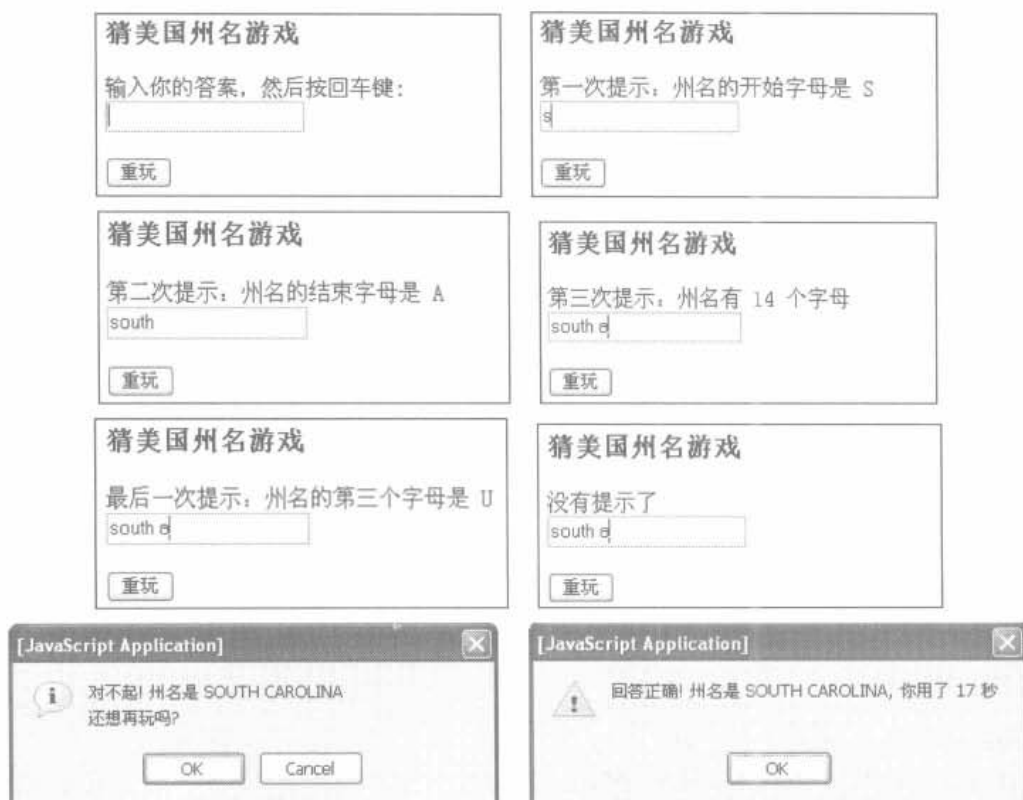 猜美国州名游戏
输入你的答案，然后按回车键:
重玩
猜美国州名游戏
第一次提示: 州名的开始字母是 S
s
重玩
猜美国州名游戏
第二次提示: 州名的结束字母是 A
south
重玩
猜美国州名游戏
第三次提示: 州名有 14 个字母
south a
重玩
猜美国州名游戏
最后一次提示: 州名的第三个字母是 U
south a
重玩
猜美国州名游戏
没有提示了
south a
重玩
[JavaScript Application]
对不起! 州名是 SOUTH CAROLINA
还想再玩吗?
OK
Cancel
[JavaScript Application]
回答正确! 州名是 SOUTH CAROLINA, 你用了 17 秒
OK